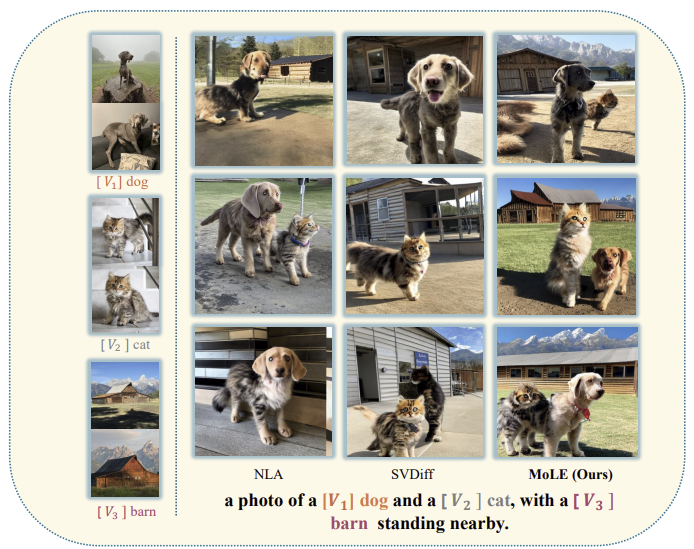 [V₁] dog
[V₂] cat
[V₃] barn
NLA
SVDiff
MoLE (Ours)
a photo of a [V₁] dog and a [V₂] cat, with a [V₃]
barn standing nearby.